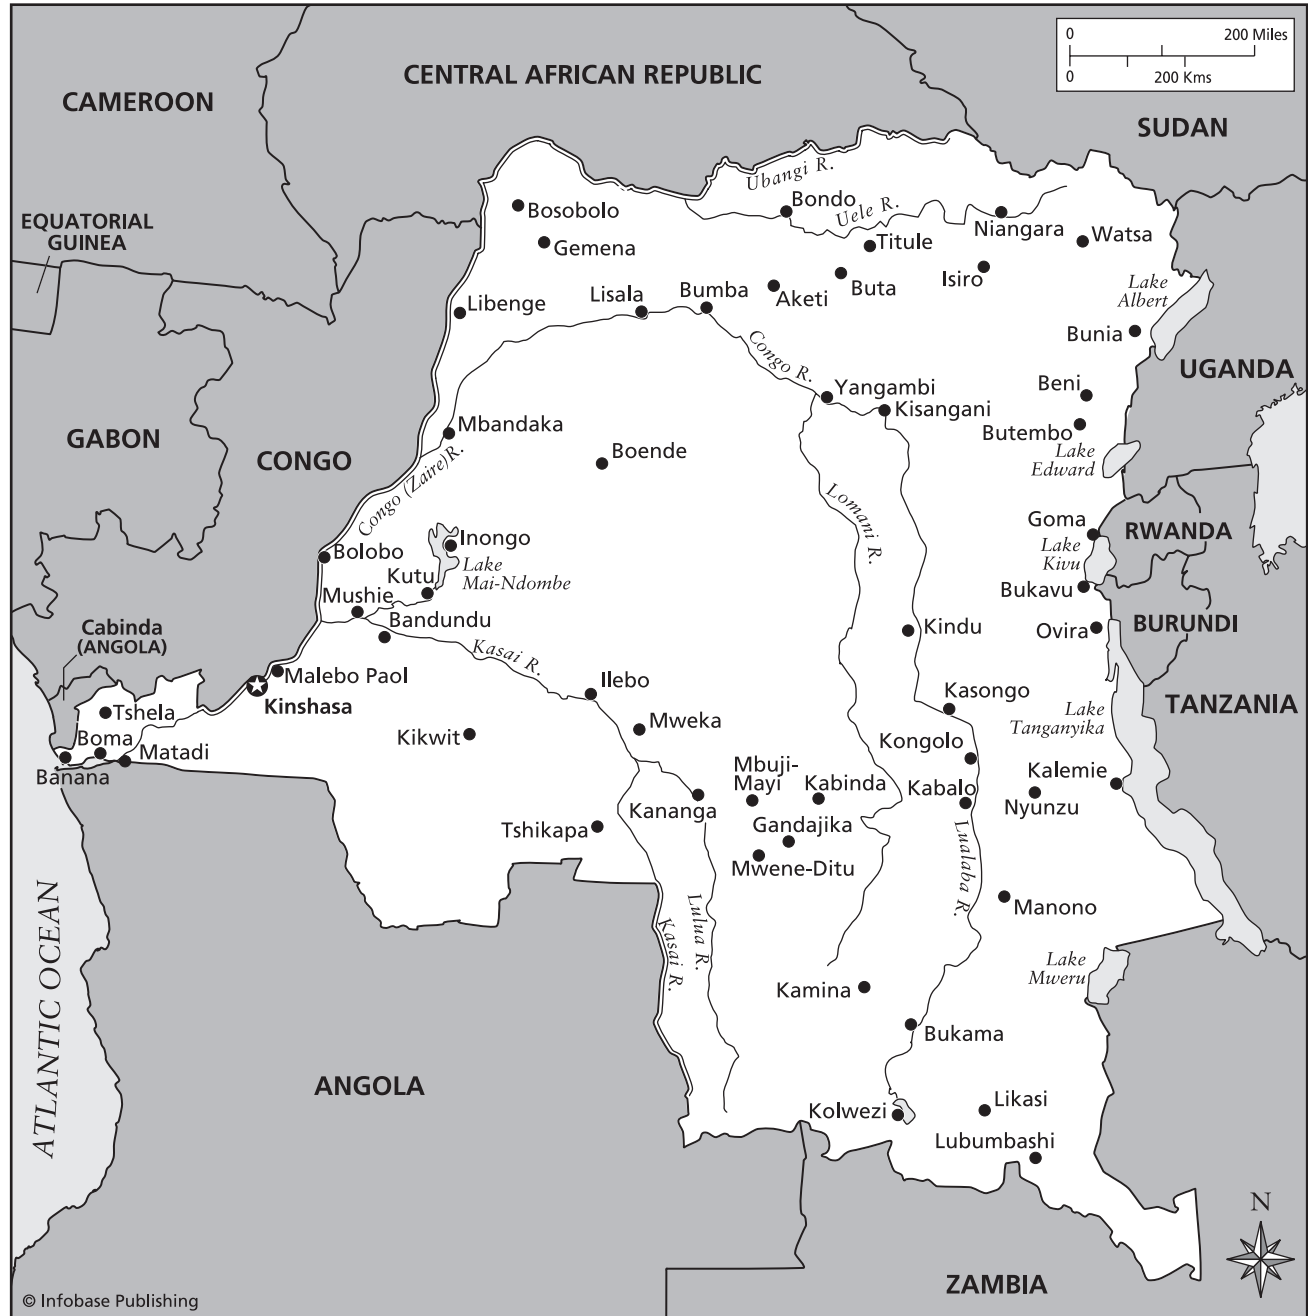 0 200 Miles
0 200 Kms
CENTRAL AFRICAN REPUBLIC
CAMEROON
SUDAN
Ubangi R.
Bondo
Uele R.
Bosobolo
EQUATORIAL
GUINEA
Niangara
Watsa
Gemena
Titule
Isiro
Lake
Albert
Buta
Aketi
Bumba
Lisala
Libenge
Bunia
Congo R.
UGANDA
Yangambi
Beni
Kisangani
Mbandaka
Butembo
GABON
CONGO
Boende
Lake
Edward
Congo (Zaire) R.
Lomani R.
Goma
RWANDA
Inongo
Bolobo
Lake
Kivu
Lake
Mai-Ndombe
Kutu
Bukavu
Mushie
Bandundu
Cabinda
(ANGOLA)
Kindu
Ovira
BURUNDI
Kasai R.
Malebo Paol
Ilebo
Kinshasa
Kasongo
Lake
Tanganyika
TANZANIA
Tshela
Mweka
Kikwit
Boma
Matadi
Kongolo
Banana
Mbuji-
Mayi
Kabinda
Kalemie
Kabalo
Nyunzu
Kananga
Gandajika
Tshikapa
Mwene-Ditu
Lualaba R.
Lulua R.
Kasai R.
Manono
ATLANTIC OCEAN
Lake
Mweru
Kamina
Bukama
ANGOLA
Likasi
Kolwezi
Lubumbashi
N
ZAMBIA
© Infobase Publishing